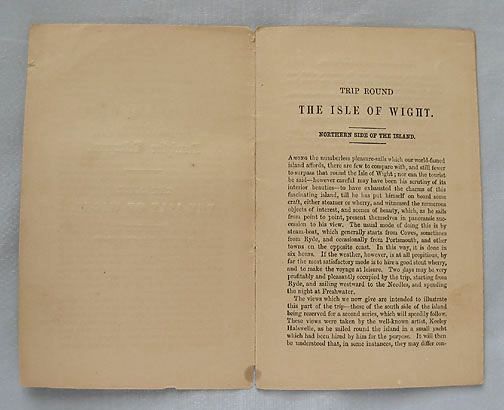 TRIP ROUND
THE ISLE OF WIGHT.
NORTHERN SIDE OF THE ISLAND.
AMONG the numberless pleasure-sails which our world-famed
island affords, there are few to compare with, and still fewer
to surpass that round the Isle of Wight; nor can the tourist
be said—however careful may have been his scrutiny of its
interior beauties—to have exhausted the charms of this
fascinating island, till he has put himself on board some
craft, either steamer or wherry, and witnessed the numerous
objects of interest, and scenes of beauty, which, as he sails
from point to point, present themselves in panoramic suc-
cession to his view. The usual mode of doing this is by
steam-boat, which generally starts from Cowes, sometimes
from Ryde, and occasionally from Portsmouth, and other
towns on the opposite coast. In this way, it is done in
six hours. If the weather, however, is at all propitious, by
far the most satisfactory mode is to hire a good stout wherry,
and to make the voyage at leisure. Two days may be very
profitably and pleasantly occupied by the trip, starting from
Ryde, and sailing westward to the Needles, and spending
the night at Freshwater.
The views which we now give are intended to illustrate
this part of the trip—those of the south side of the island
being reserved for a second series, which will speedily follow.
These views were taken by the well-known artist, Keeley
Halswelle, as he sailed round the island in a small yacht
which had been hired by him for the purpose. It will then
be understood that, in some instances, they may differ con-